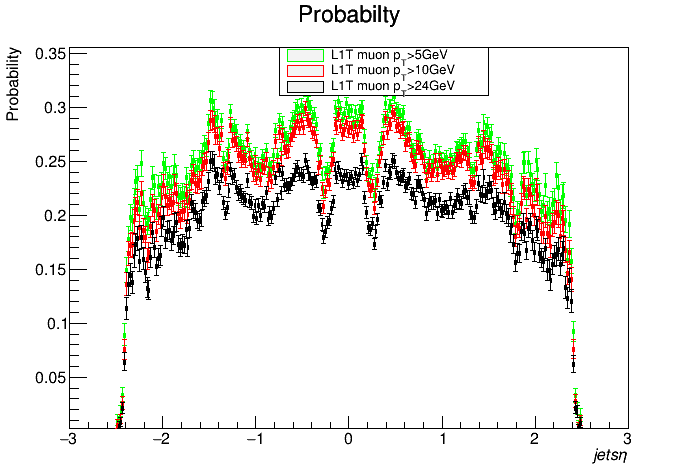 Probabilty
Probability
L1T muon p_T>5GeV
L1T muon p_T>10GeV
L1T muon p_T>24GeV
0.35
0.3
0.25
0.2
0.15
0.1
0.05
−3 −2 −1 0 1 2 3
jetsη